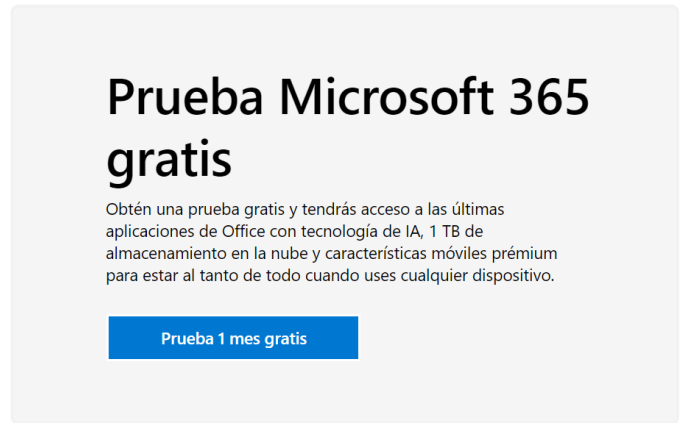 Prueba Microsoft 365
gratis
Obtén una prueba gratis y tendrás acceso a las últimas
aplicaciones de Office con tecnología de IA, 1 TB de
almacenamiento en la nube y características móviles prémium
para estar al tanto de todo cuando uses cualquier dispositivo.
Prueba 1 mes gratis